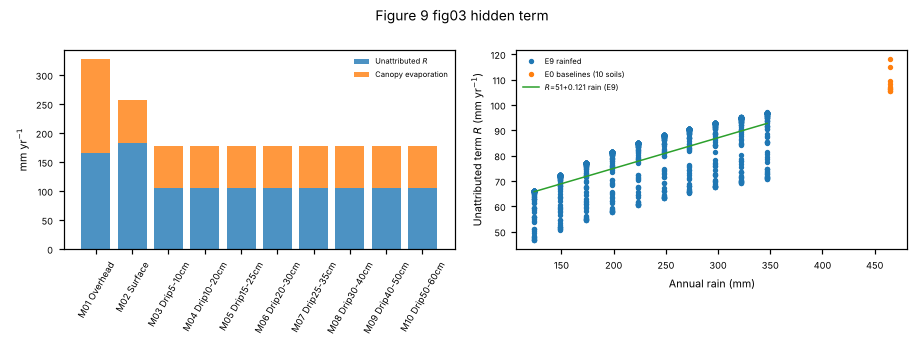 Figure 9 fig03 hidden term
mm yr⁻¹
300
250
200
150
100
50
0
Unattributed R
Canopy evaporation
M01 Overhead
M02 Surface
M03 Drip5-10cm
M04 Drip10-20cm
M05 Drip15-25cm
M06 Drip20-30cm
M07 Drip25-35cm
M08 Drip30-40cm
M09 Drip40-50cm
M10 Drip50-60cm
Unattributed term R (mm yr⁻¹)
120
110
100
90
80
70
60
50
E9 rainfed
E0 baselines (10 soils)
R=51+0.121 rain (E9)
150
200
250
300
350
400
450
Annual rain (mm)